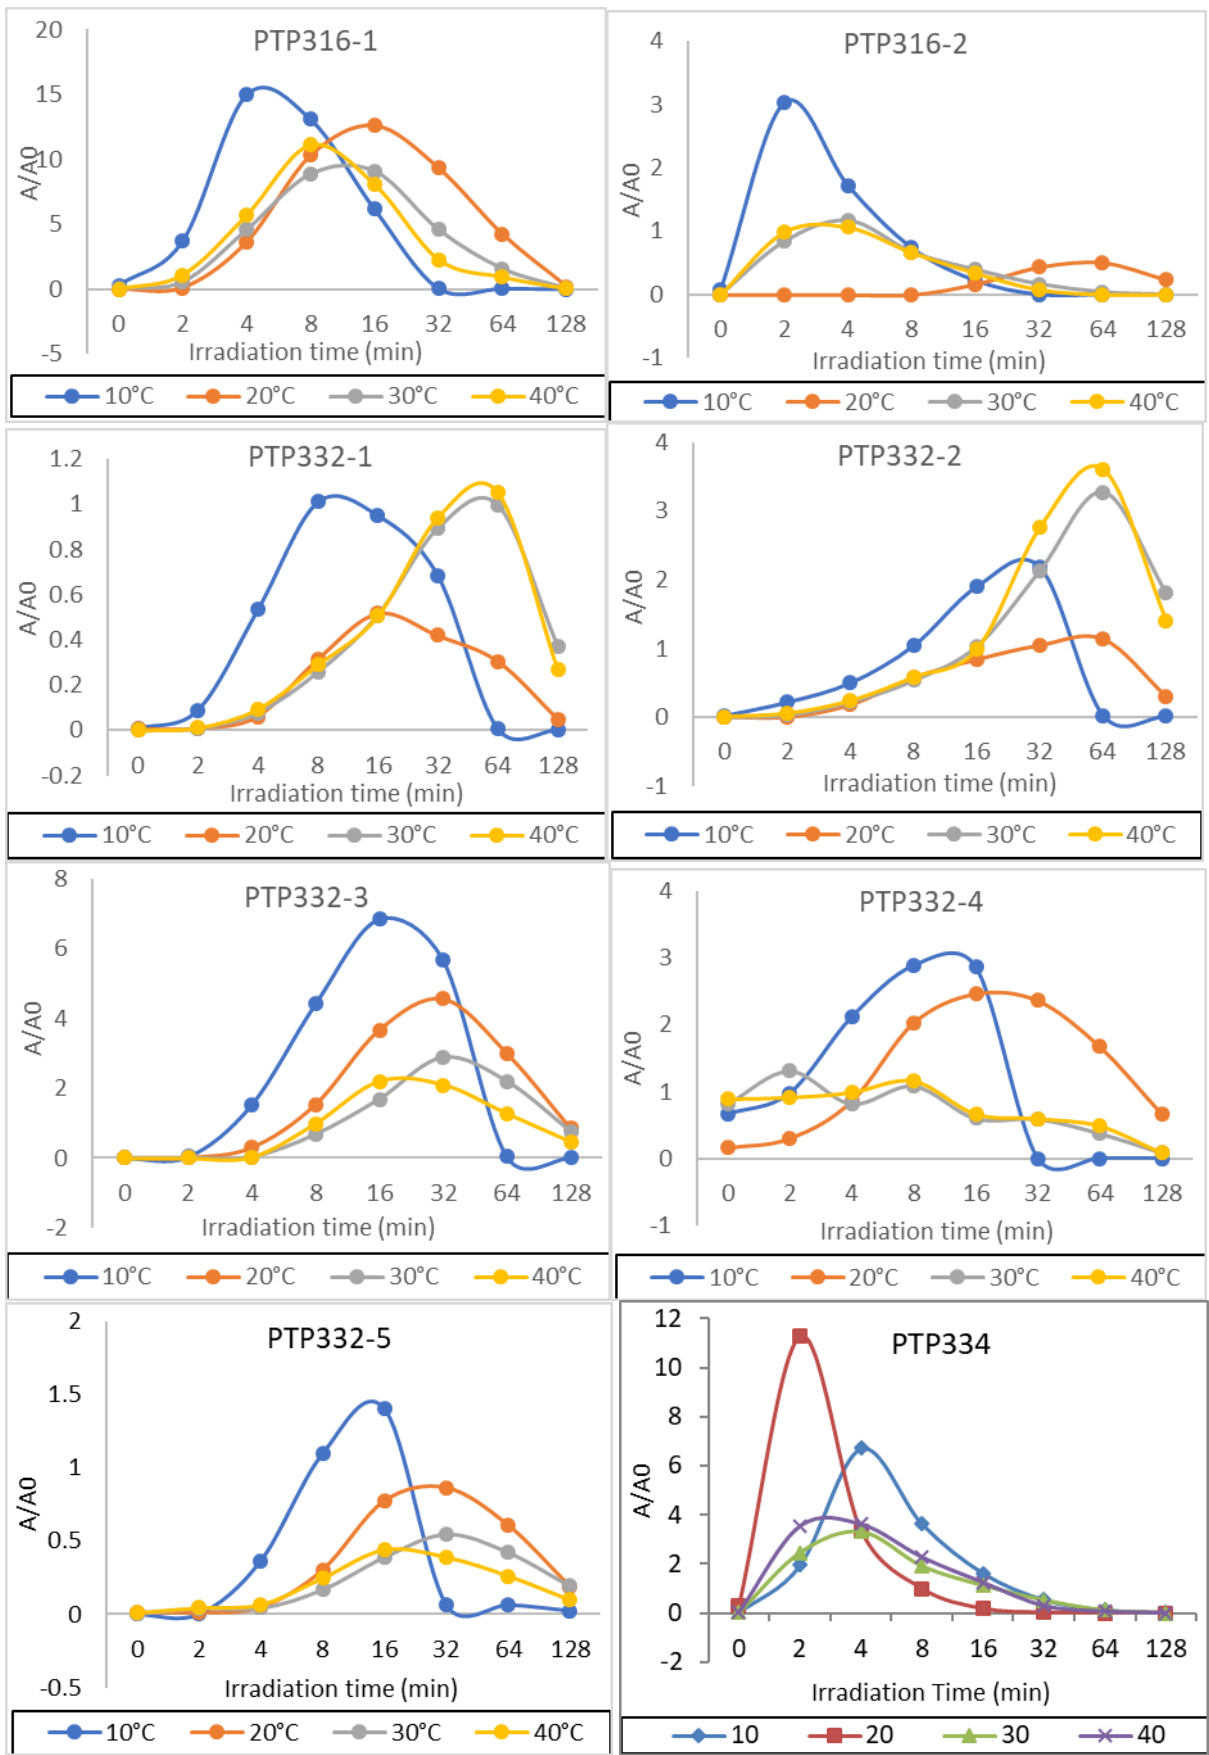 PTP316-1
20
15
10
5
0
-5
A/A0
0 2 4 8 16 32 64 128
Irradiation time (min)
10°C 20°C 30°C 40°C
PTP316-2
4
3
2
1
0
-1
A/A0
0 2 4 8 16 32 64 128
Irradiation time (min)
10°C 20°C 30°C 40°C
PTP332-1
1.2
1
0.8
0.6
0.4
0.2
0
-0.2
A/A0
0 2 4 8 16 32 64 128
Irradiation time (min)
10°C 20°C 30°C 40°C
PTP332-2
4
3
2
1
0
-1
A/A0
0 2 4 8 16 32 64 128
Irradiation time (min)
10°C 20°C 30°C 40°C
PTP332-3
8
6
4
2
0
-2
A/A0
0 2 4 8 16 32 64 128
Irradiation time (min)
10°C 20°C 30°C 40°C
PTP332-4
4
3
2
1
0
-1
A/A0
0 2 4 8 16 32 64 128
Irradiation time (min)
10°C 20°C 30°C 40°C
PTP332-5
2
1.5
1
0.5
0
-0.5
A/A0
0 2 4 8 16 32 64 128
Irradiation time (min)
10°C 20°C 30°C 40°C
PTP334
12
10
8
6
4
2
0
-2
A/A0
0 2 4 8 16 32 64 128
Irradiation Time (min)
10 20 30 40